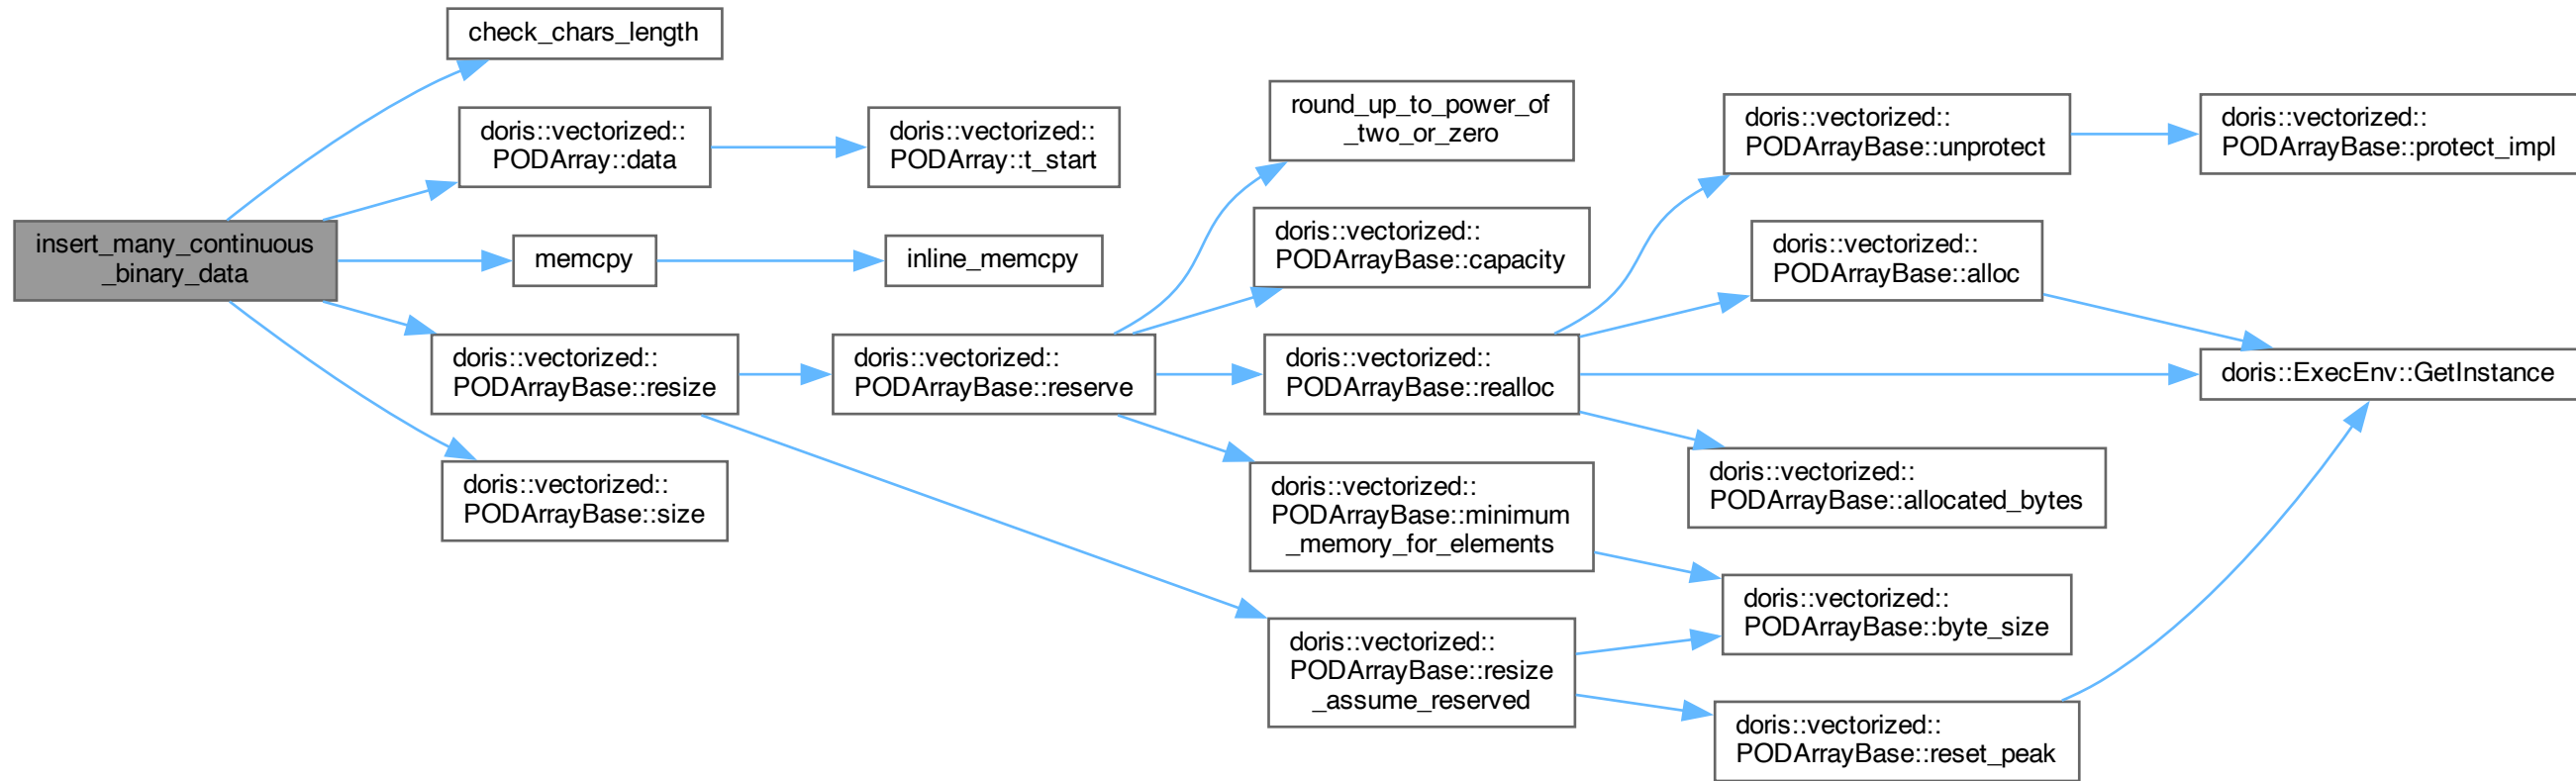 check_chars_length
doris::vectorized::
PODArray::data
doris::vectorized::
PODArray::t_start
insert_many_continuous
_binary_data
memcpy
inline_memcpy
doris::vectorized::
PODArrayBase::resize
doris::vectorized::
PODArrayBase::size
doris::vectorized::
PODArrayBase::reserve
round_up_to_power_of
_two_or_zero
doris::vectorized::
PODArrayBase::capacity
doris::vectorized::
PODArrayBase::realloc
doris::vectorized::
PODArrayBase::minimum
_memory_for_elements
doris::vectorized::
PODArrayBase::resize
_assume_reserved
doris::vectorized::
PODArrayBase::unprotect
doris::vectorized::
PODArrayBase::protect_impl
doris::vectorized::
PODArrayBase::alloc
doris::ExecEnv::GetInstance
doris::vectorized::
PODArrayBase::allocated_bytes
doris::vectorized::
PODArrayBase::byte_size
doris::vectorized::
PODArrayBase::reset_peak